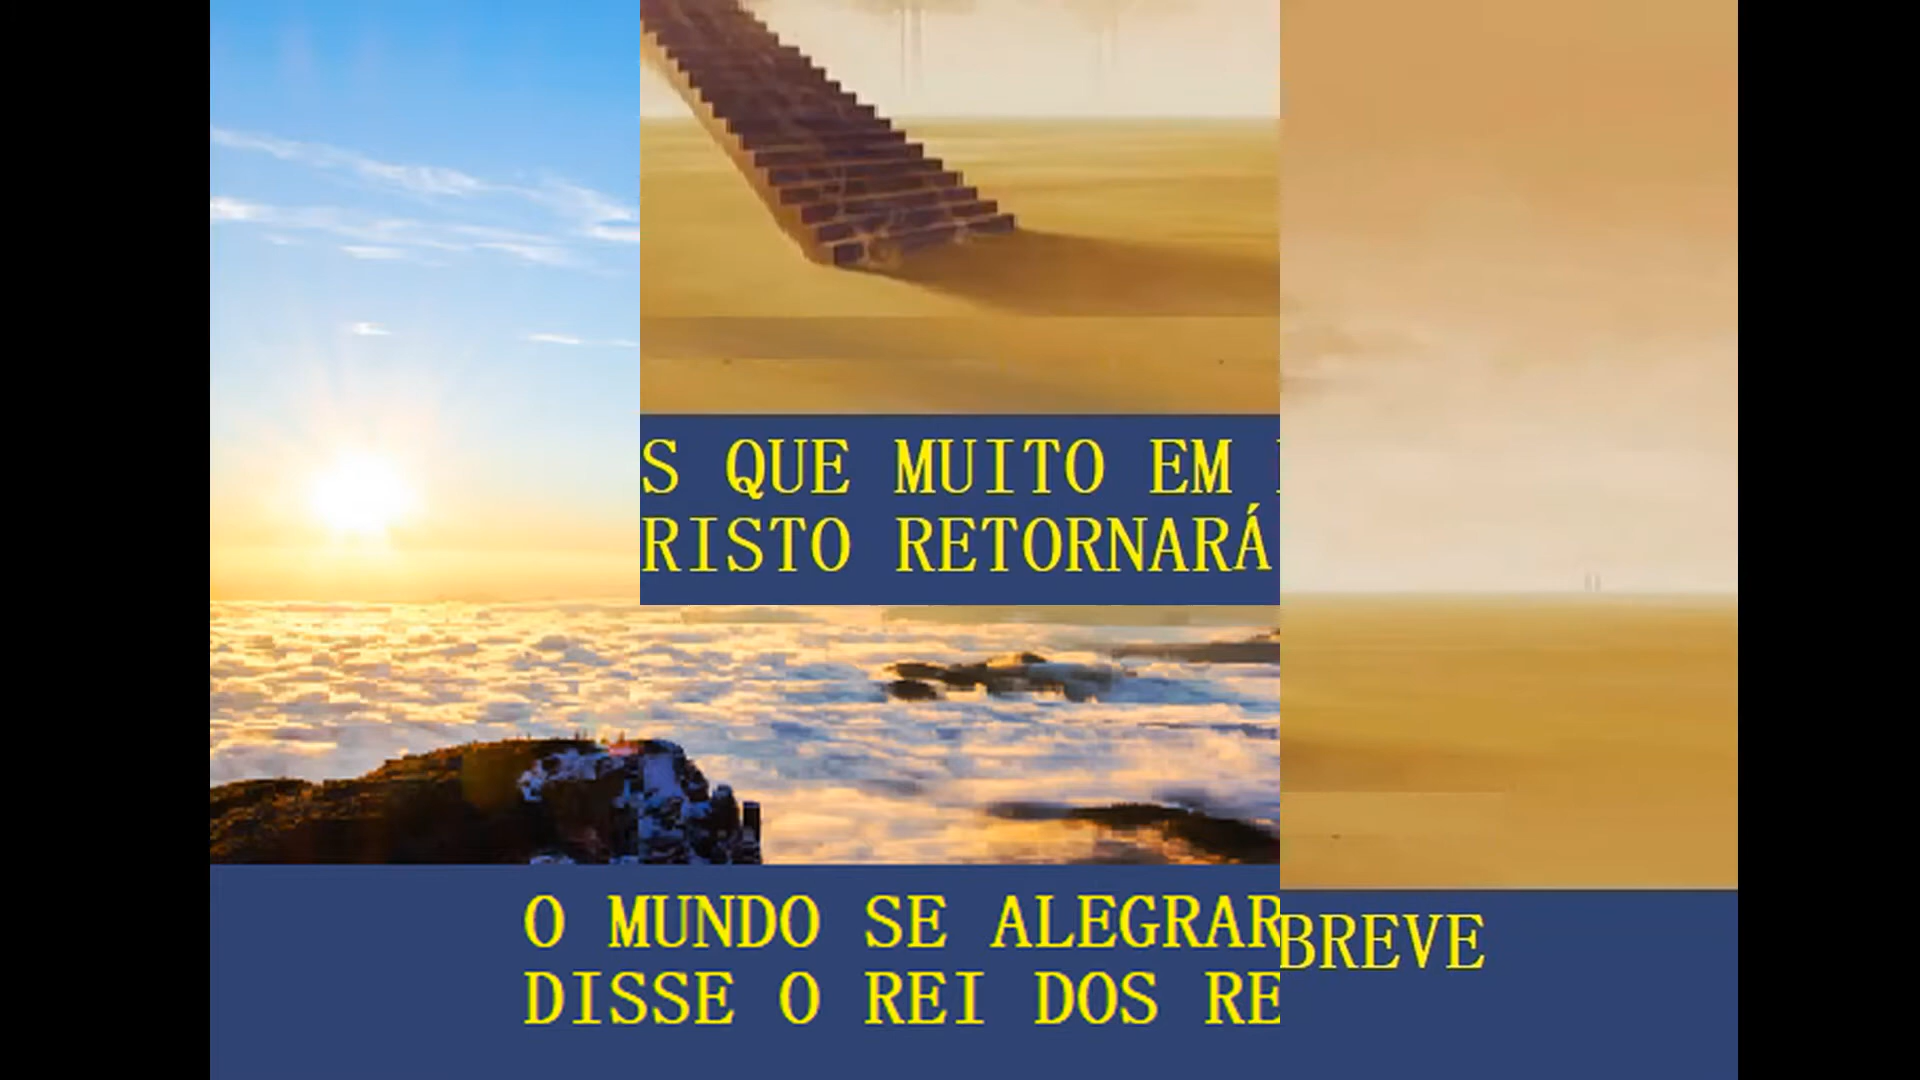 S QUE MUITO EM
RISTO RETORNARÁ
O MUNDO SE ALEGRAR
DISSE O REI DOS RE
BREVE